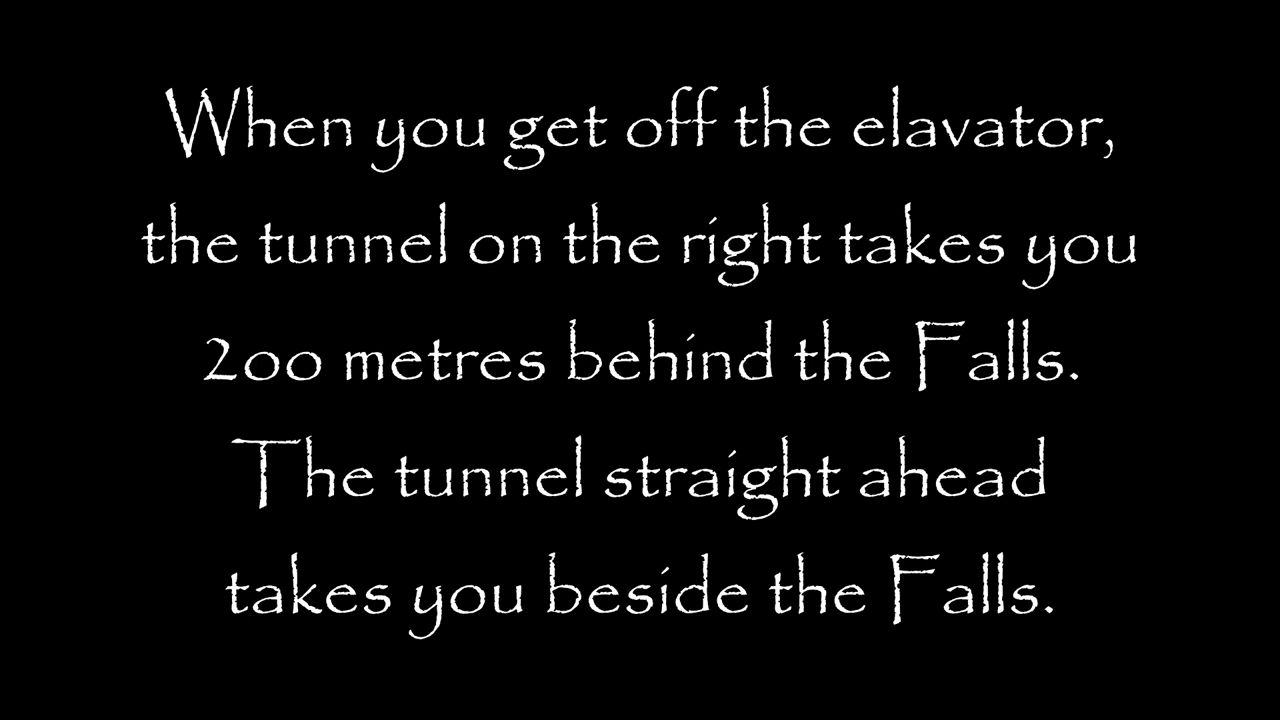 When you get off the elavator,
the tunnel on the right takes you
200 metres behind the Falls.
The tunnel straight ahead
takes you beside the Falls.